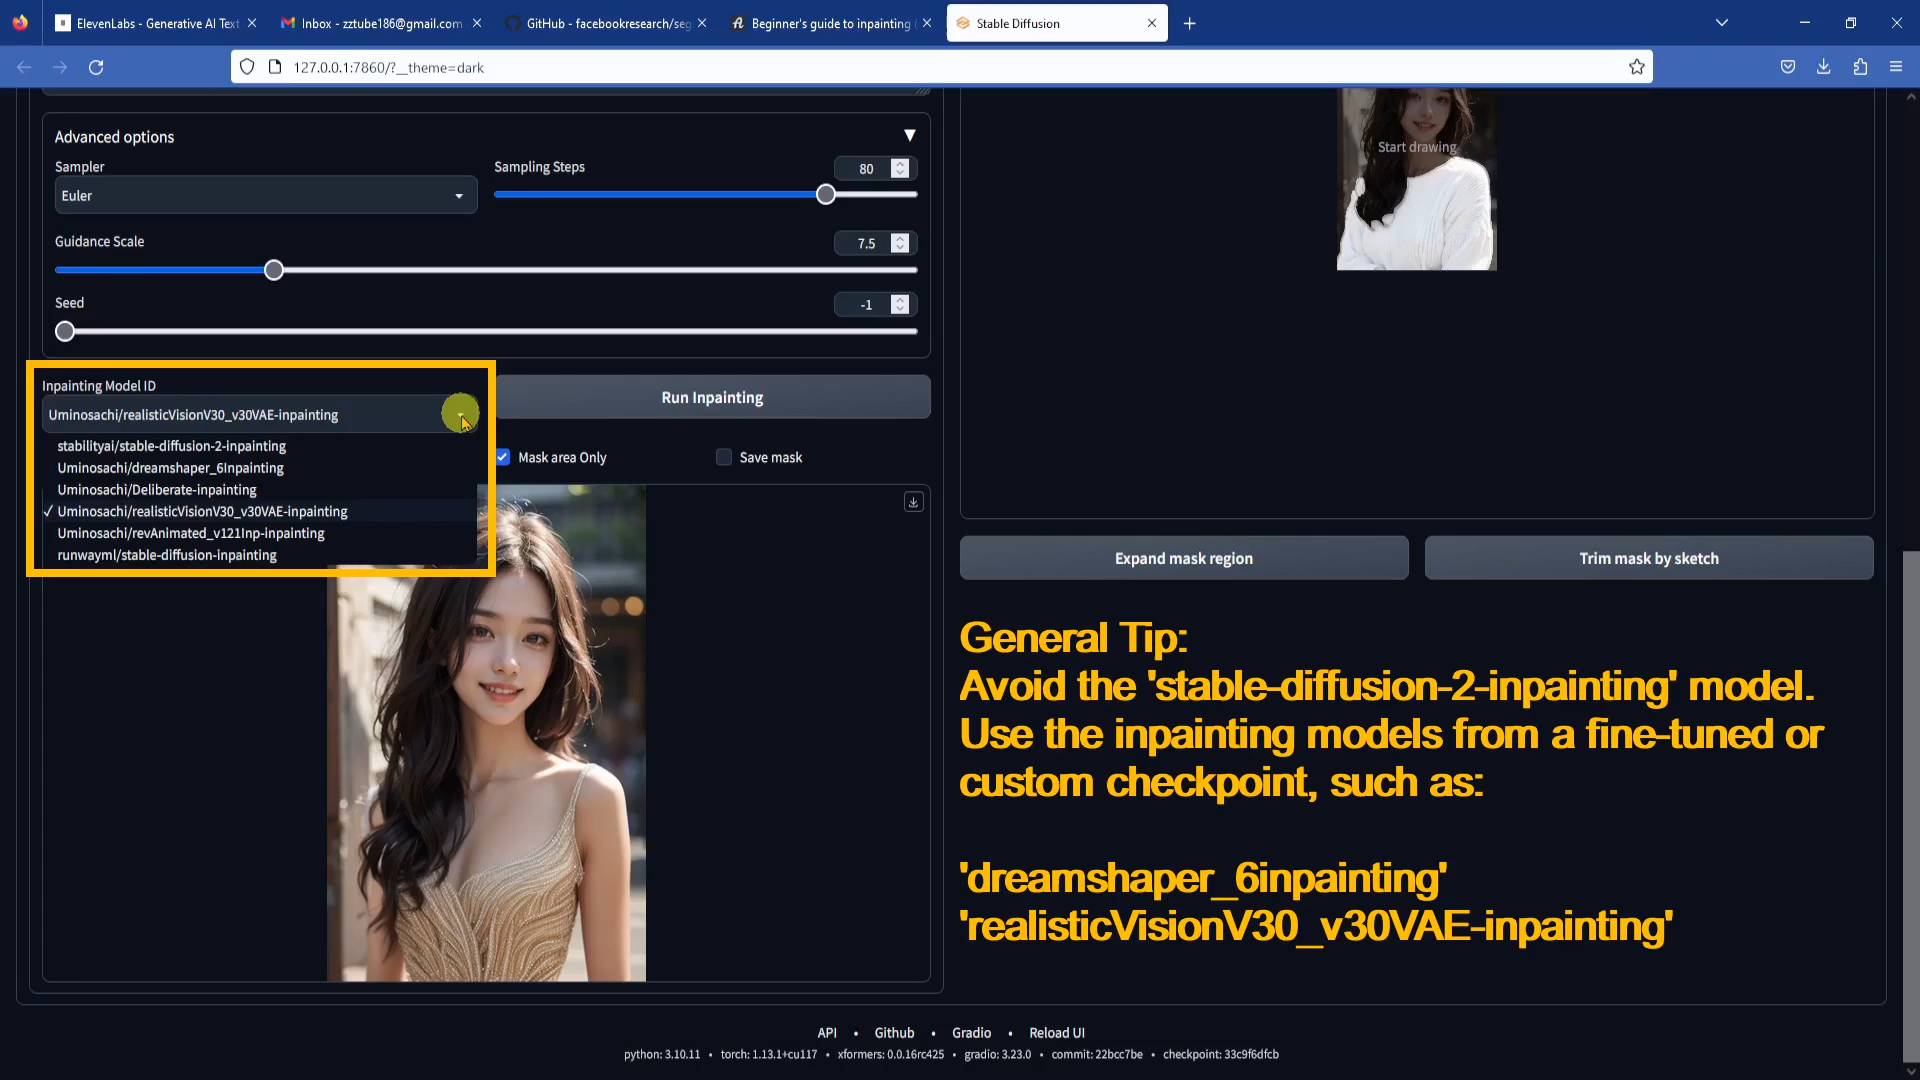 ElevenLabs - Generative AI Text
Inbox - zztube186@gmail.com
GitHub - facebookresearch/seg
Beginner's guide to inpainting (
Stable Diffusion
127.0.0.1:7860/?__theme=dark
Advanced options
Sampler
Sampling Steps
80
Euler
Guidance Scale
7.5
Seed
-1
Start drawing
Inpainting Model ID
Uminosachi/realisticVisionV30_v30VAE-inpainting
Run Inpainting
stabilityai/stable-diffusion-2-inpainting
Uminosachi/dreamshaper_6Inpainting
Uminosachi/Deliberate-inpainting
✓ Uminosachi/realisticVisionV30_v30VAE-inpainting
Uminosachi/revAnimated_v121Inp-inpainting
runwayml/stable-diffusion-inpainting
Mask area Only
Save mask
Expand mask region
Trim mask by sketch
General Tip:
Avoid the 'stable-diffusion-2-inpainting' model.
Use the inpainting models from a fine-tuned or
custom checkpoint, such as:
'dreamshaper_6inpainting'
'realisticVisionV30_v30VAE-inpainting'
API • Github • Gradio • Reload UI
python: 3.10.11 • torch: 1.13.1+cu117 • xformers: 0.0.16rc425 • gradio: 3.23.0 • commit: 22bcc7be • checkpoint: 33c9f6dfcb